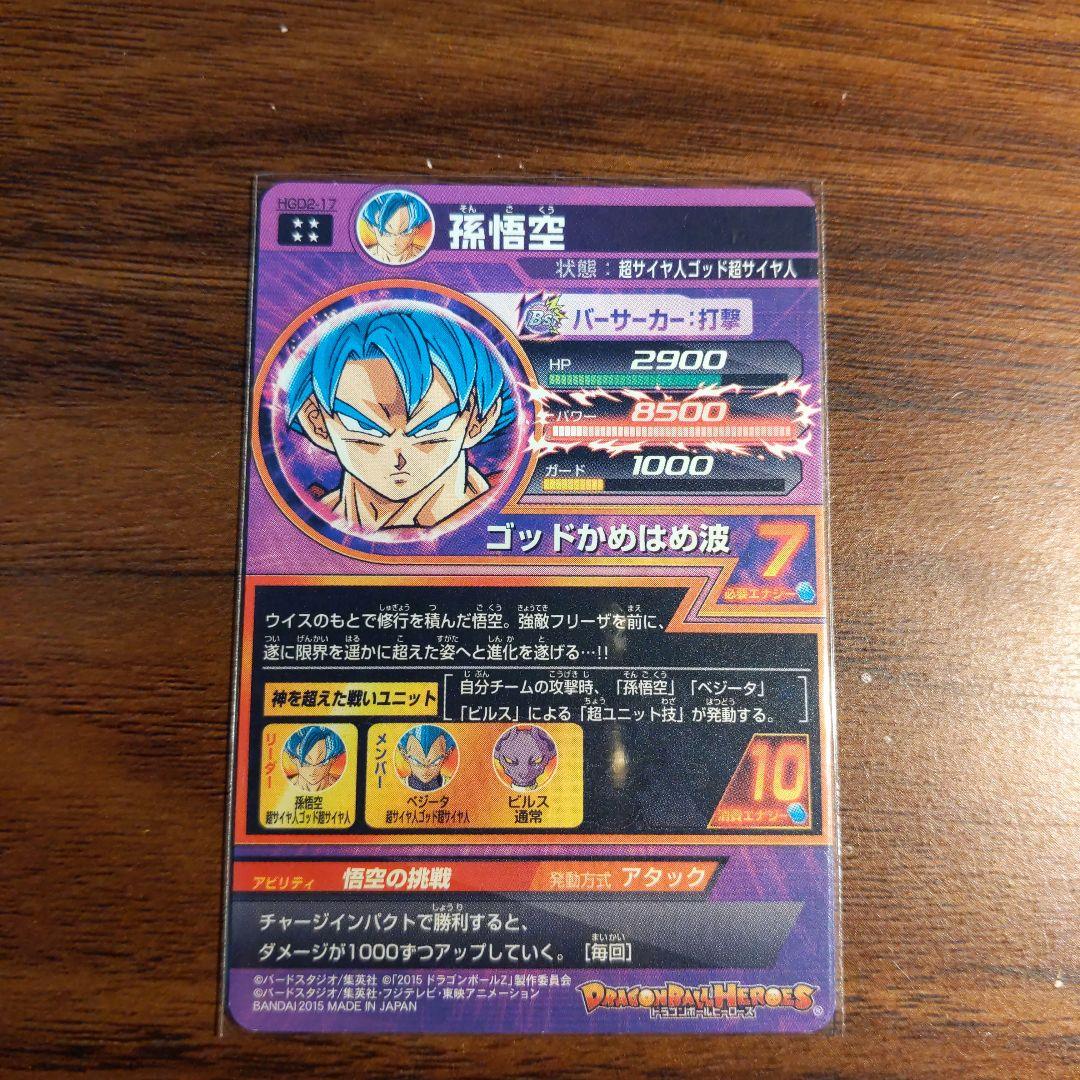 HGD2-17
孫悟空
そんごくう
状態：超サイヤ人ゴッド超サイヤ人
Bs バーサーカー：打撃
HP 2900
パワー 8500
ガード 1000
ゴッドかめはめ波 7
必要エナジー
ウイスのもとで修行を積んだ悟空。強敵フリーザを前に、
遂に限界を遥かに超えた姿へと進化を遂げる…!!
神を超えた戦いユニット
自分チームの攻撃時、「孫悟空」「ベジータ」
「ビルス」による「超ユニット技」が発動する。
リーダー
孫悟空
超サイヤ人ゴッド超サイヤ人
メンバー
ベジータ
超サイヤ人ゴッド超サイヤ人
ビルス
通常
10
消費エナジー
アビリティ 悟空の挑戦 発動方式 アタック
チャージインパクトで勝利すると、
ダメージが1000ずつアップしていく。［毎回］
©バードスタジオ/集英社 ©「2015 ドラゴンボールZ」製作委員会
©バードスタジオ/集英社・フジテレビ・東映アニメーション
BANDAI 2015 MADE IN JAPAN
DRAGONBALL HEROES
ドラゴンボールヒーローズ